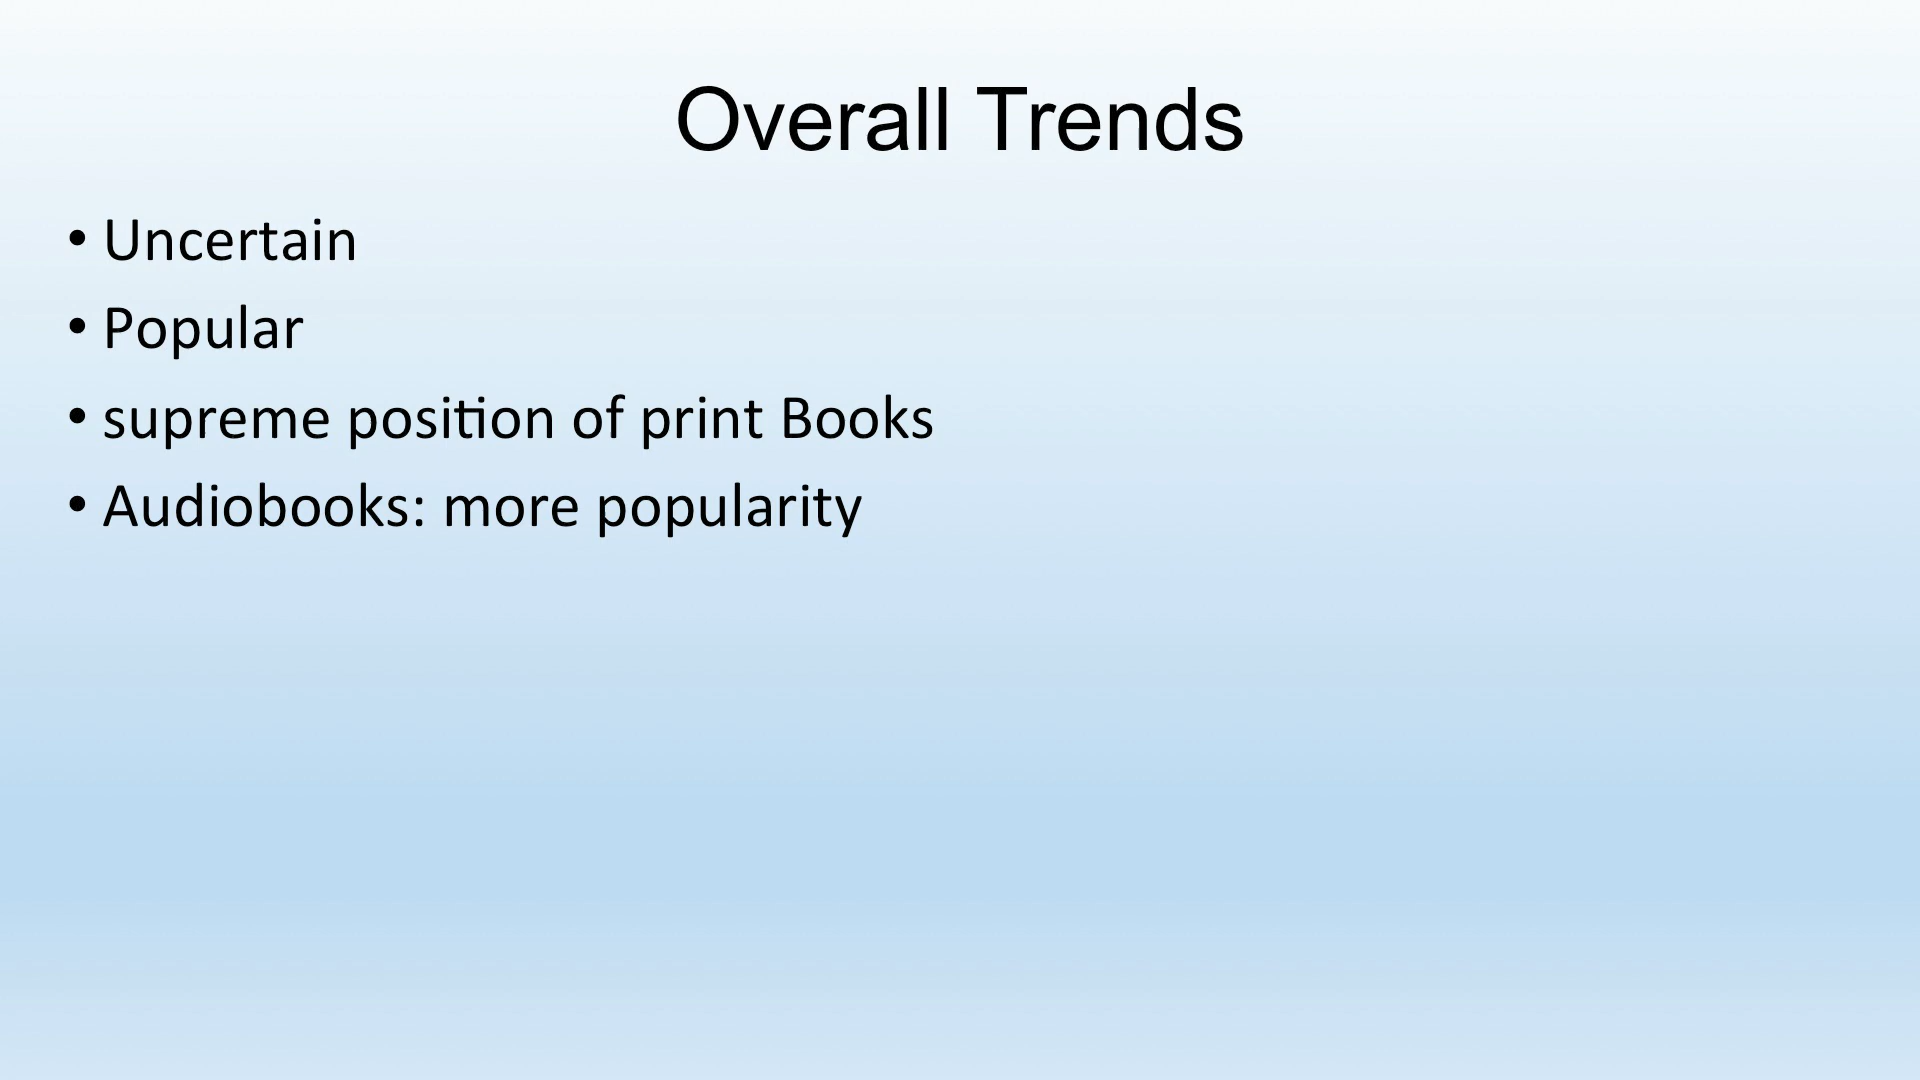 Overall Trends
• Uncertain
• Popular
• supreme position of print Books
• Audiobooks: more popularity